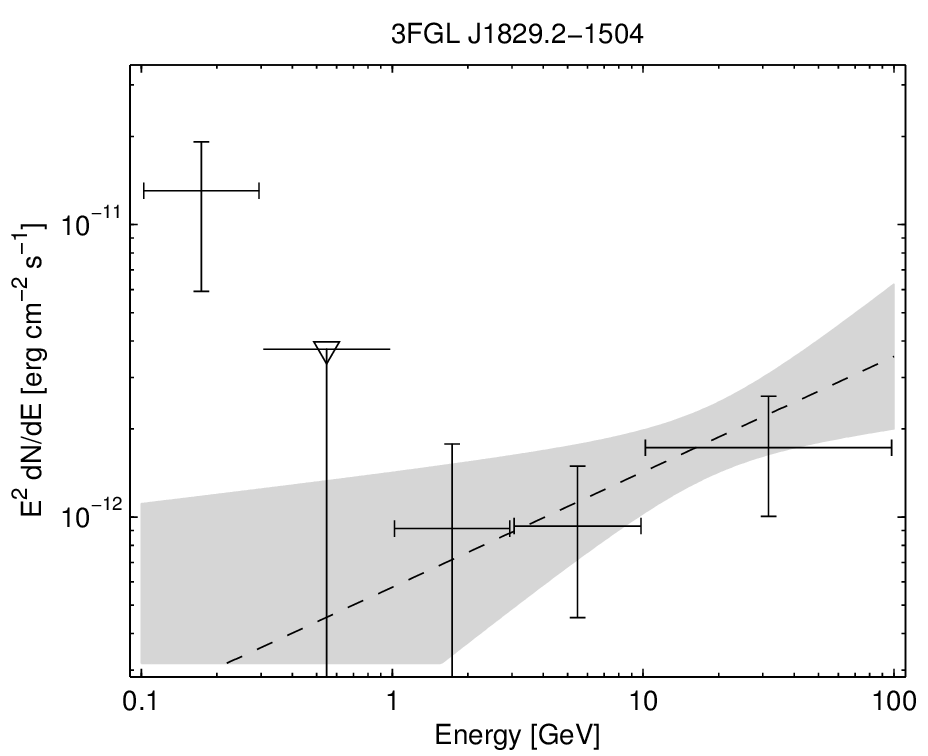 3FGL J1829.2−1504
E² dN/dE [erg cm⁻² s⁻¹]
10⁻¹¹
10⁻¹²
0.1 1 10 100
Energy [GeV]